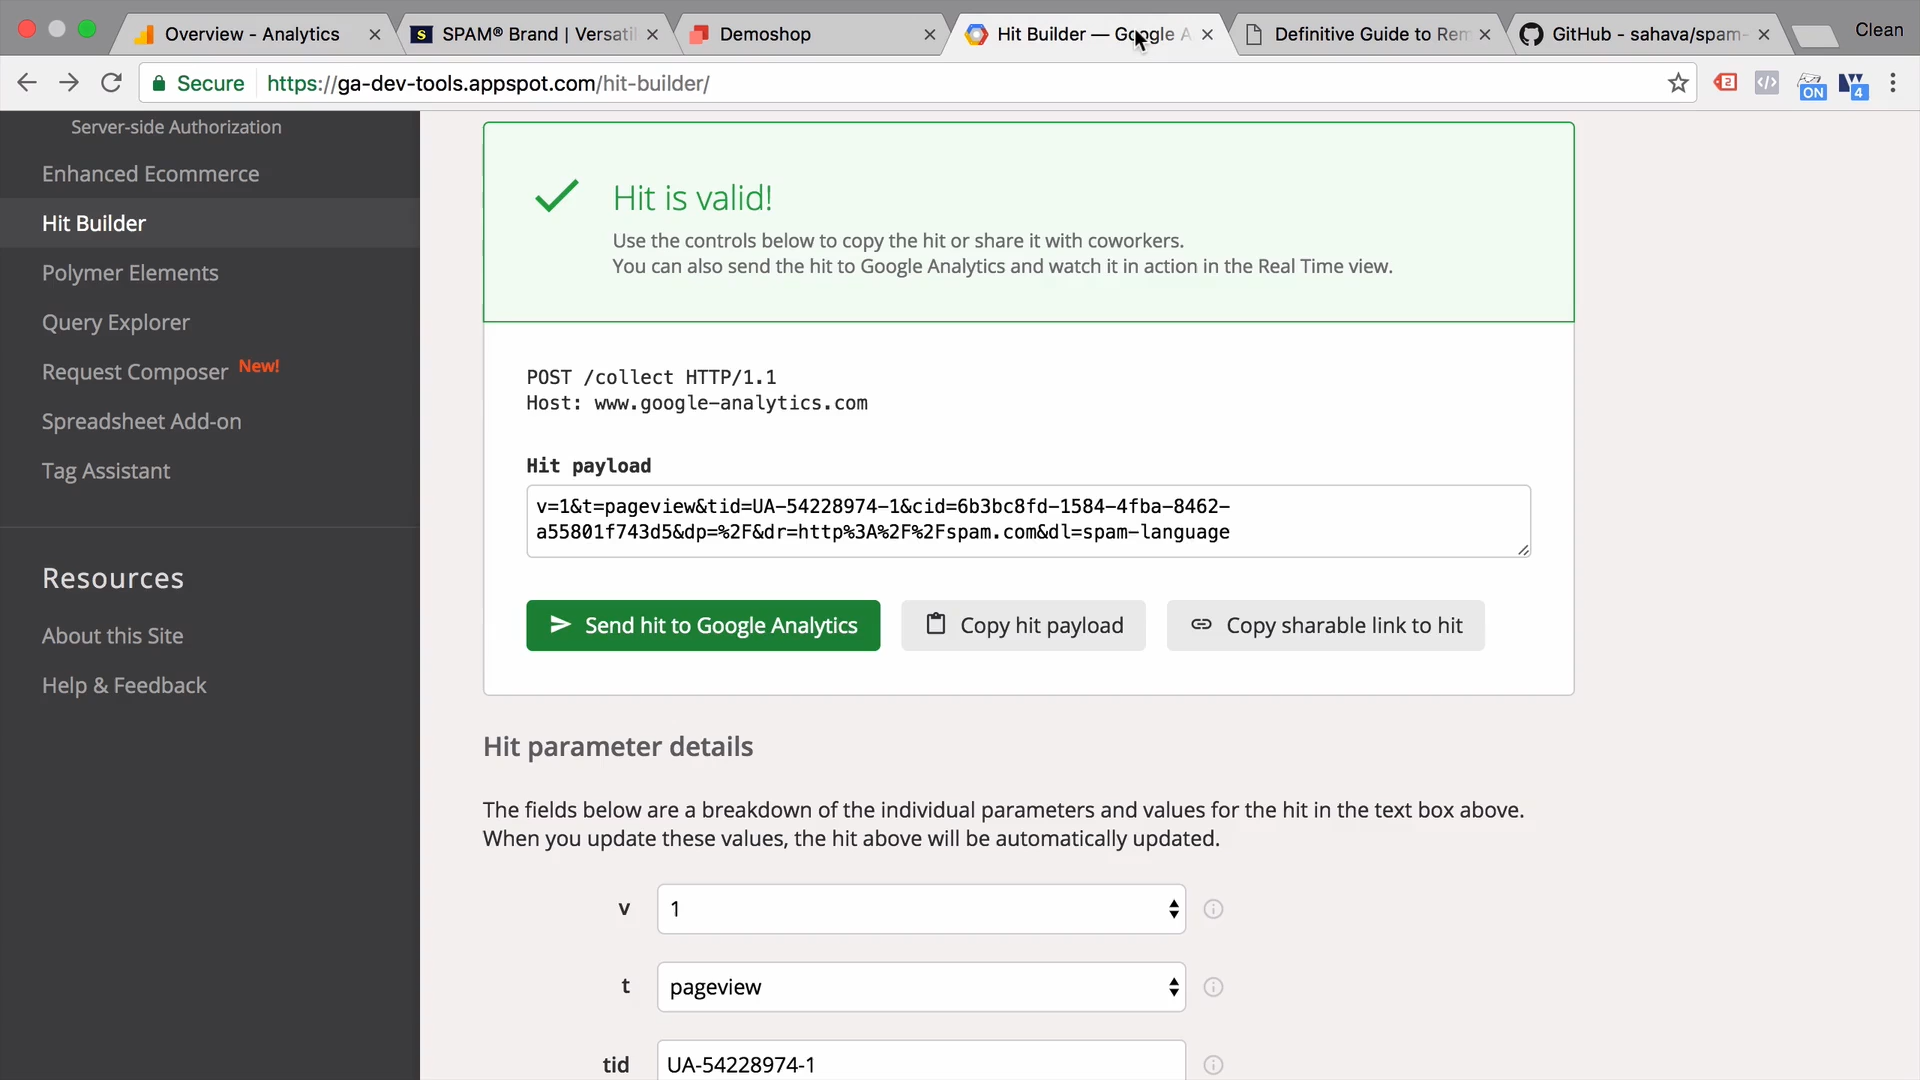 Overview - Analytics
SPAM® Brand | Versatil
Demoshop
Hit Builder — Google A
Definitive Guide to Rem
GitHub - sahava/spam-
Clean
Secure
https://ga-dev-tools.appspot.com/hit-builder/
2
ON
4
Server-side Authorization
Enhanced Ecommerce
Hit Builder
Polymer Elements
Query Explorer
Request Composer New!
Spreadsheet Add-on
Tag Assistant
Resources
About this Site
Help & Feedback
Hit is valid!
Use the controls below to copy the hit or share it with coworkers.
You can also send the hit to Google Analytics and watch it in action in the Real Time view.
POST /collect HTTP/1.1
Host: www.google-analytics.com
Hit payload
v=1&t=pageview&tid=UA-54228974-1&cid=6b3bc8fd-1584-4fba-8462-
a55801f743d5&dp=%2F&dr=http%3A%2F%2Fspam.com&dl=spam-language
Send hit to Google Analytics
Copy hit payload
Copy sharable link to hit
Hit parameter details
The fields below are a breakdown of the individual parameters and values for the hit in the text box above.
When you update these values, the hit above will be automatically updated.
v 1
t pageview
tid UA-54228974-1